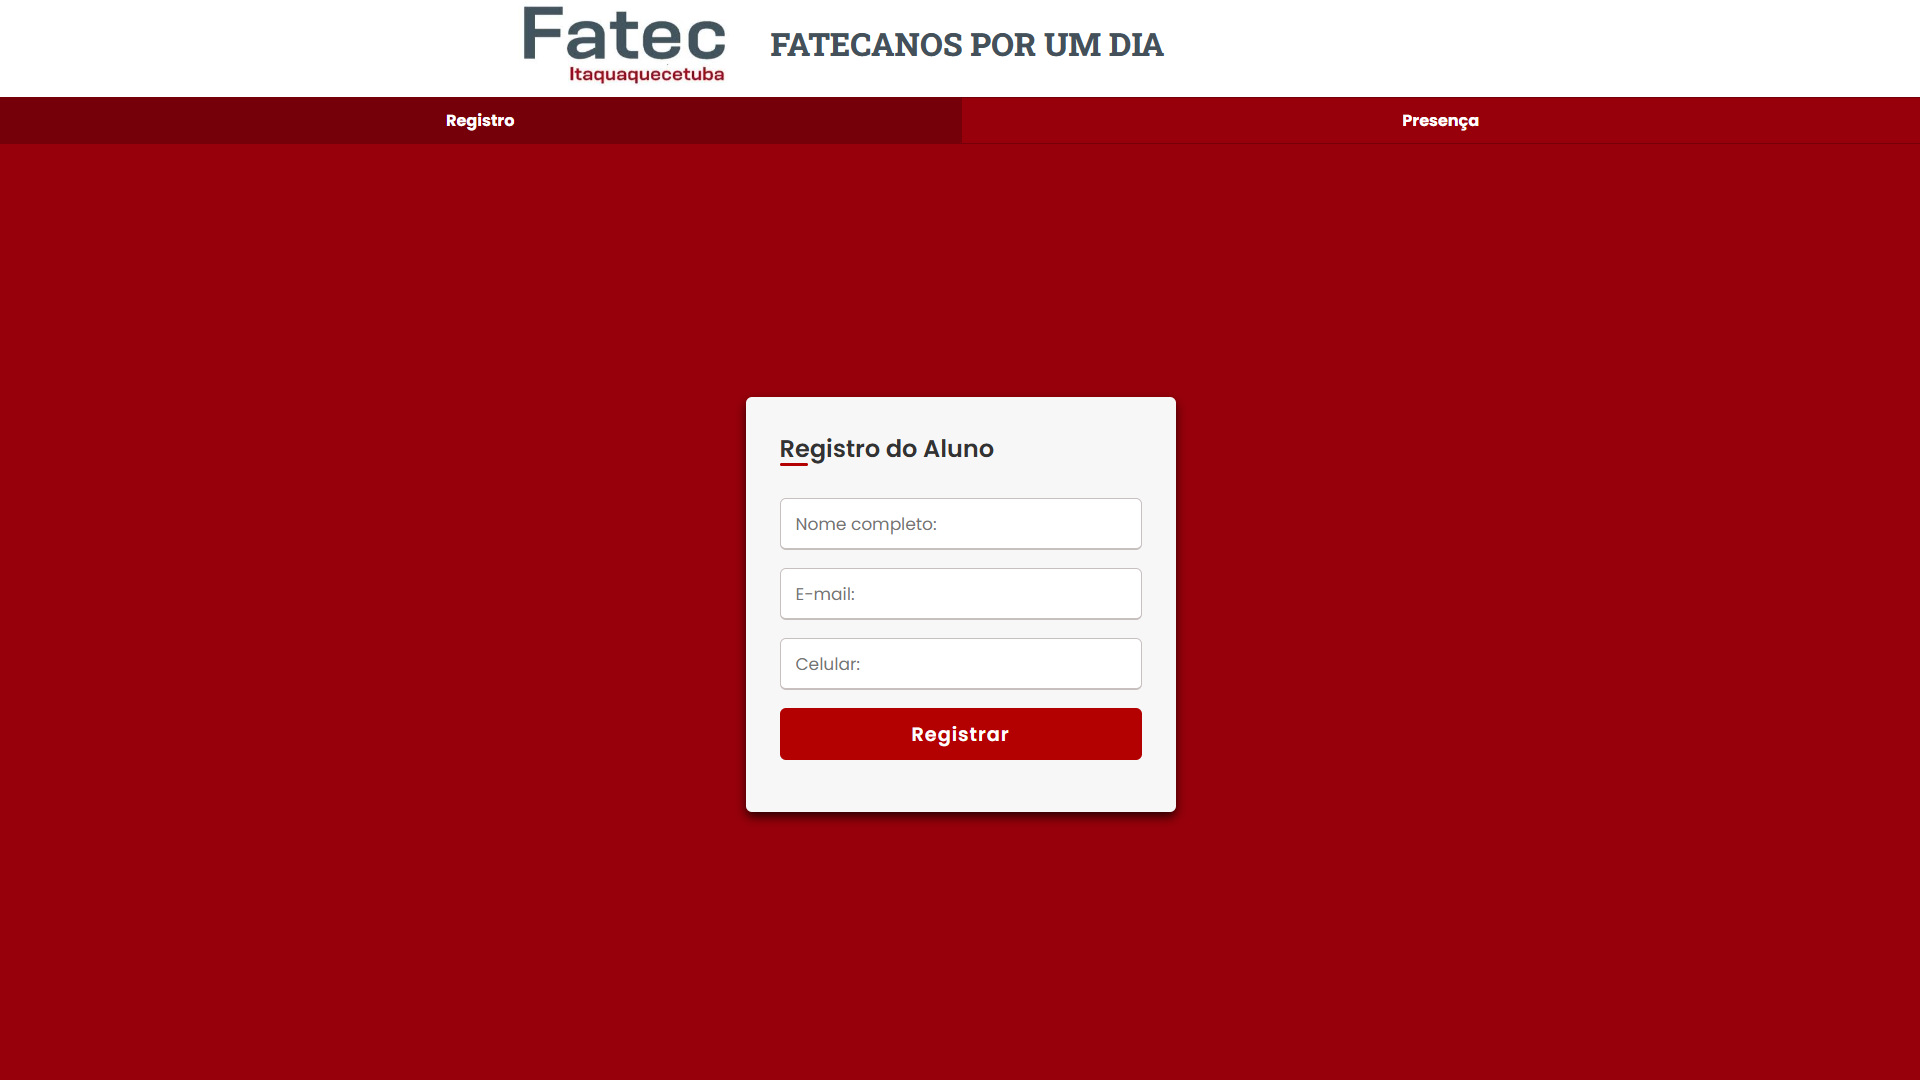 Fatec
Itaquaquecetuba
FATECANOS POR UM DIA
Registro
Presença
Registro do Aluno
Nome completo:
E-mail:
Celular:
Registrar